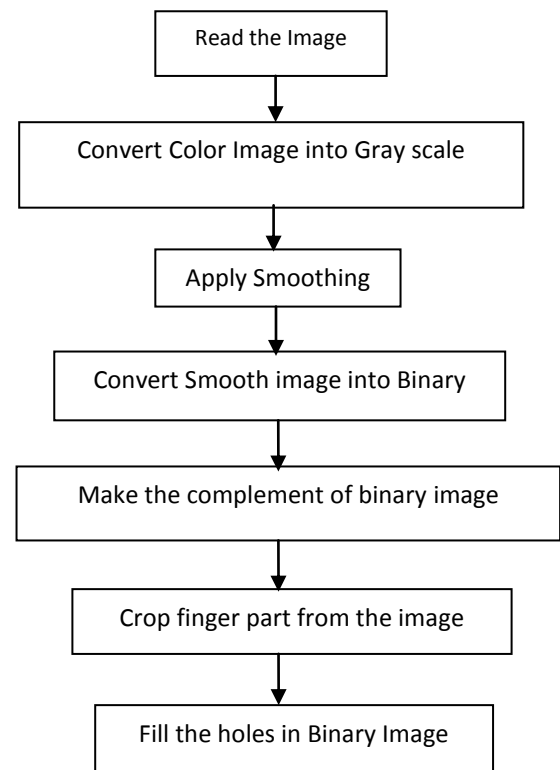 Read the Image
Convert Color Image into Gray scale
Apply Smoothing
Convert Smooth image into Binary
Make the complement of binary image
Crop finger part from the image
Fill the holes in Binary Image